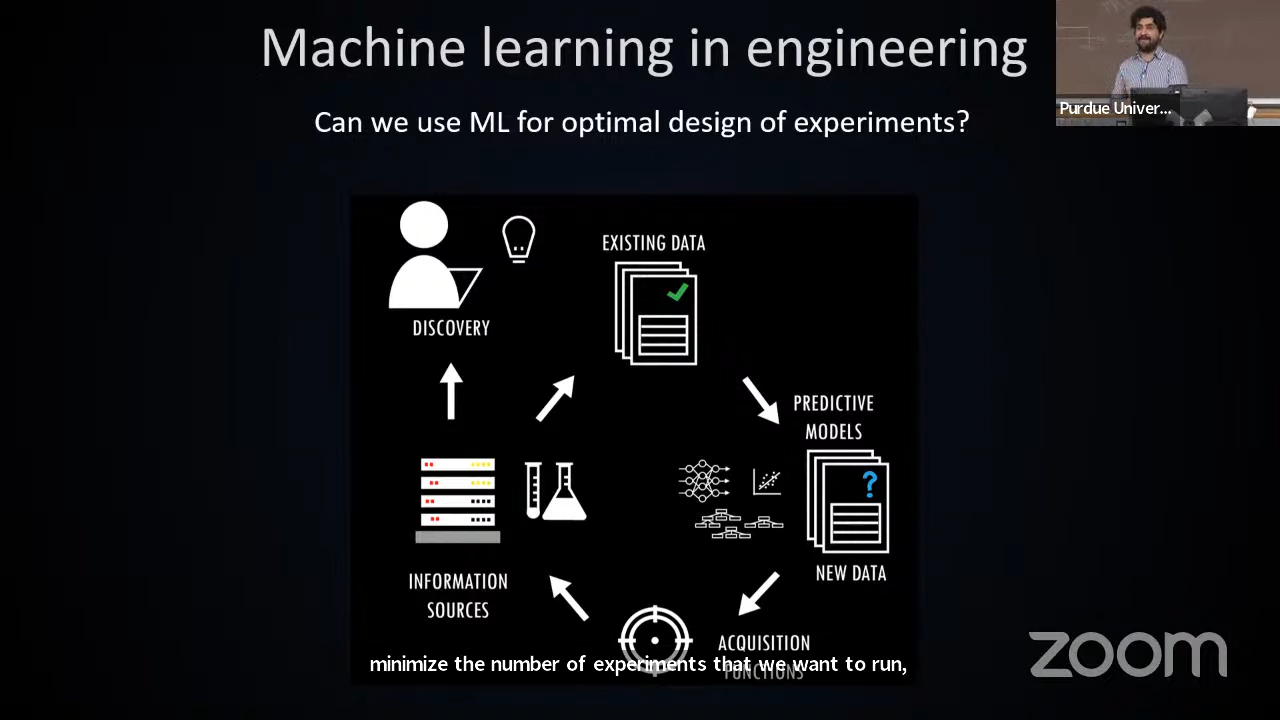 Machine learning in engineering
Can we use ML for optimal design of experiments?
Purdue Univer...
EXISTING DATA
DISCOVERY
PREDICTIVE
MODELS
?
NEW DATA
INFORMATION
SOURCES
ACQUISITION
FUNCTIONS
minimize the number of experiments that we want to run,
zoom